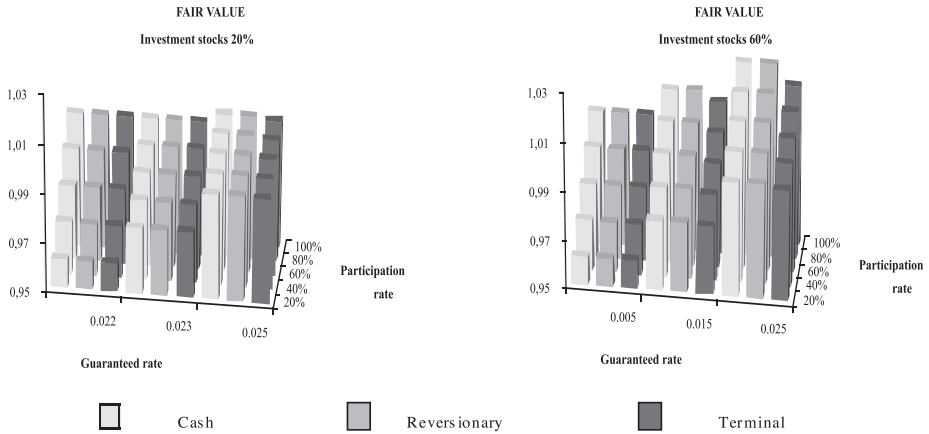 FAIR VALUE
Investment stocks 20%
1,03
1,01
0,99
0,97
0,95
100%
80%
60%
40%
20%
Participation
rate
0.022
0.023
0.025
Guaranteed rate
FAIR VALUE
Investment stocks 60%
1,03
1,01
0,99
0,97
0,95
100%
80%
60%
40%
20%
Participation
rate
0.005
0.015
0.025
Guaranteed rate
Cash
Reversionary
Terminal